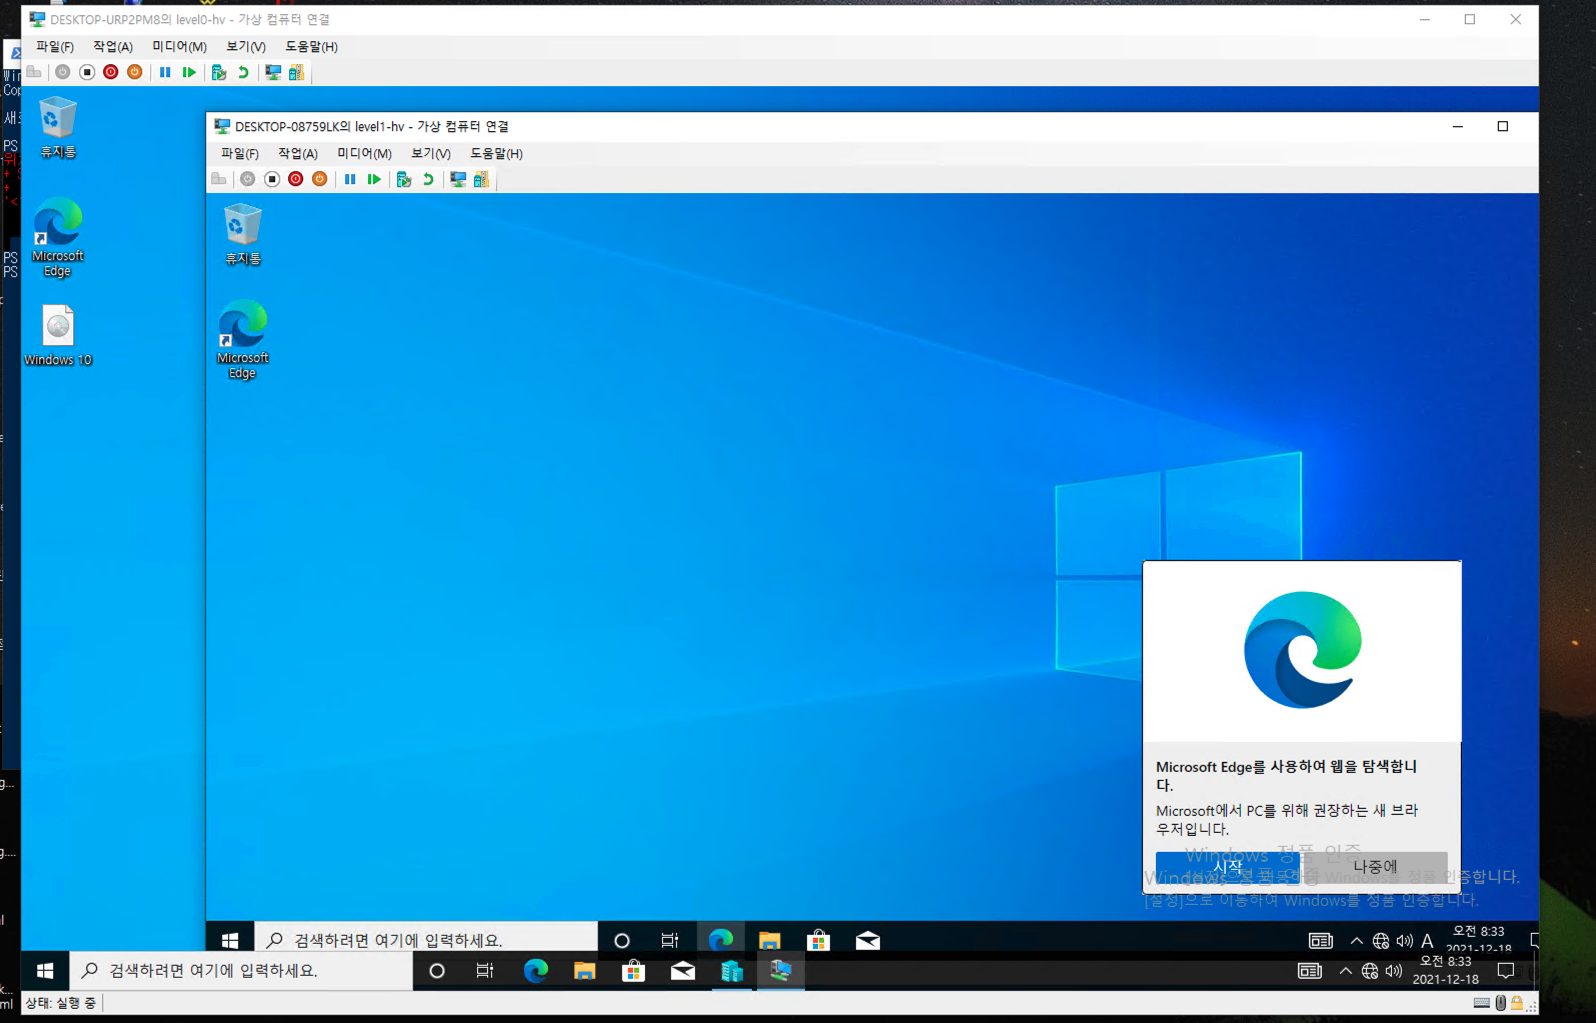 DESKTOP-URP2PM8의 level0-hv - 가상 컴퓨터 연결
파일(F) 작업(A) 미디어(M) 보기(V) 도움말(H)
휴지통
Microsoft
Edge
Windows 10
DESKTOP-08759LK의 level1-hv - 가상 컴퓨터 연결
파일(F) 작업(A) 미디어(M) 보기(V) 도움말(H)
휴지통
Microsoft
Edge
Microsoft Edge를 사용하여 웹을 탐색합니
다.
Microsoft에서 PC를 위해 권장하는 새 브라
우저입니다.
시작
나중에
Windows 정품 인증
Windows 정품 인증
[설정]으로 이동하여 Windows를 정품 인증합니다.
검색하려면 여기에 입력하세요.
A
오전 8:33
2021-12-18
검색하려면 여기에 입력하세요.
오전 8:33
2021-12-18
상태: 실행 중
PS
PS
PS